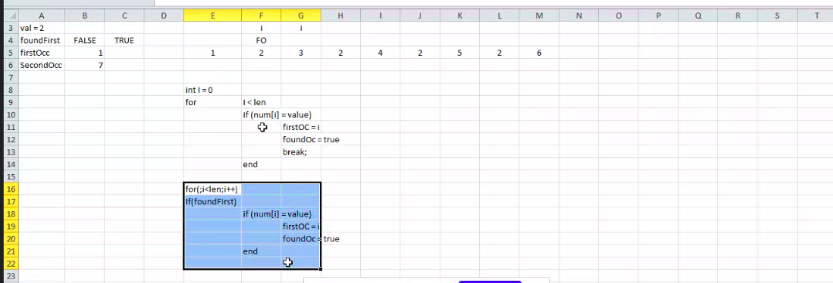 A B C D E F G H I J K L M N O P Q R S T
3 val = 2 i i
4 foundFirst FALSE TRUE FO
5 firstOcc 1 1 2 3 2 4 2 5 2 6
6 SecondOcc 7
7
8 int I = 0
9 for I < len
10 if (num[i] = value)
11 firstOC = i
12 foundOc = true
13 break;
14 end
15
16 for(;i<len;i++)
17 If(foundFirst)
18 if (num[i] = value)
19 firstOC = i
20 foundOc = true
21 end
22
23